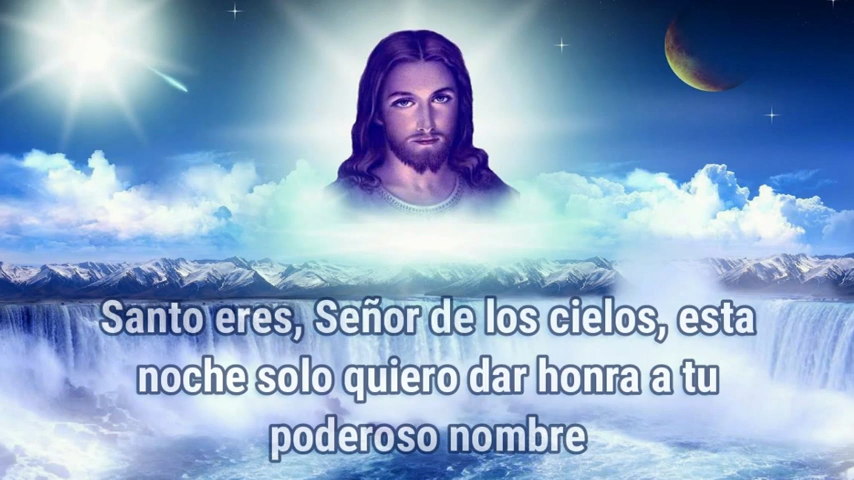 Santo eres, Señor de los cielos, esta
noche solo quiero dar honra a tu
poderoso nombre